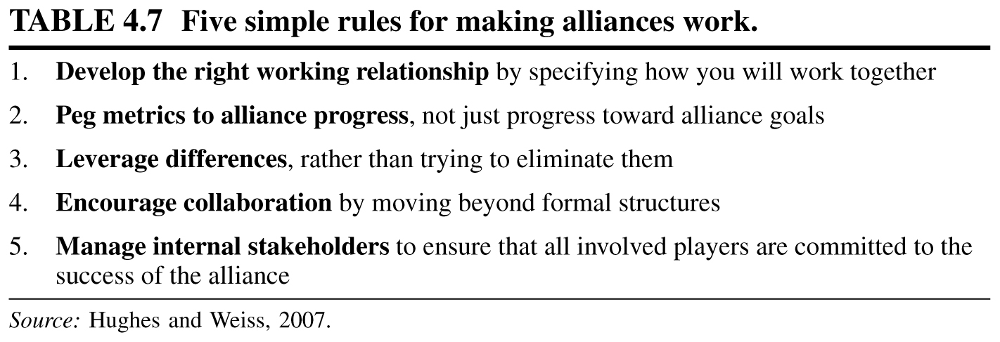 TABLE 4.7 Five simple rules for making alliances work.
1. Develop the right working relationship by specifying how you will work together
2. Peg metrics to alliance progress, not just progress toward alliance goals
3. Leverage differences, rather than trying to eliminate them
4. Encourage collaboration by moving beyond formal structures
5. Manage internal stakeholders to ensure that all involved players are committed to the
success of the alliance
Source: Hughes and Weiss, 2007.